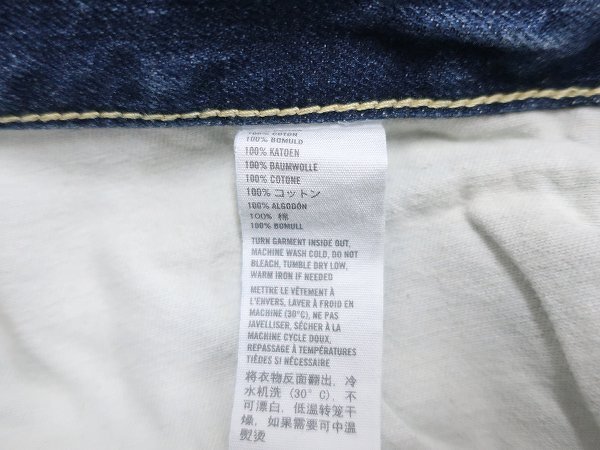 100% COTON
100% BOMULD
100% KATOEN
100% BAUMWOLLE
100% COTONE
100% コットン
100% ALGODÓN
100% 棉
100% BOMULL
TURN GARMENT INSIDE OUT,
MACHINE WASH COLD, DO NOT
BLEACH, TUMBLE DRY LOW,
WARM IRON IF NEEDED
METTRE LE VÊTEMENT À
L'ENVERS, LAVER À FROID EN
MACHINE (30°C), NE PAS
JAVELLISER, SÉCHER À LA
MACHINE CYCLE DOUX,
REPASSAGE À TEMPÉRATURES
TIÈDES SI NÉCESSAIRE
将衣物反面翻出, 冷
水机洗 (30° C), 不
可漂白, 低温转笼干
燥, 如果需要可中温
熨烫